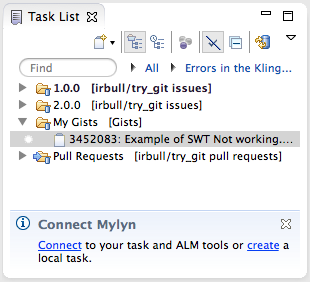 Task List
Find
All
Errors in the Kling...
1.0.0 [irbull/try_git issues]
2.0.0 [irbull/try_git issues]
My Gists [Gists]
3452083: Example of SWT Not working....
Pull Requests [irbull/try_git pull requests]
Connect Mylyn
Connect to your task and ALM tools or create a
local task.